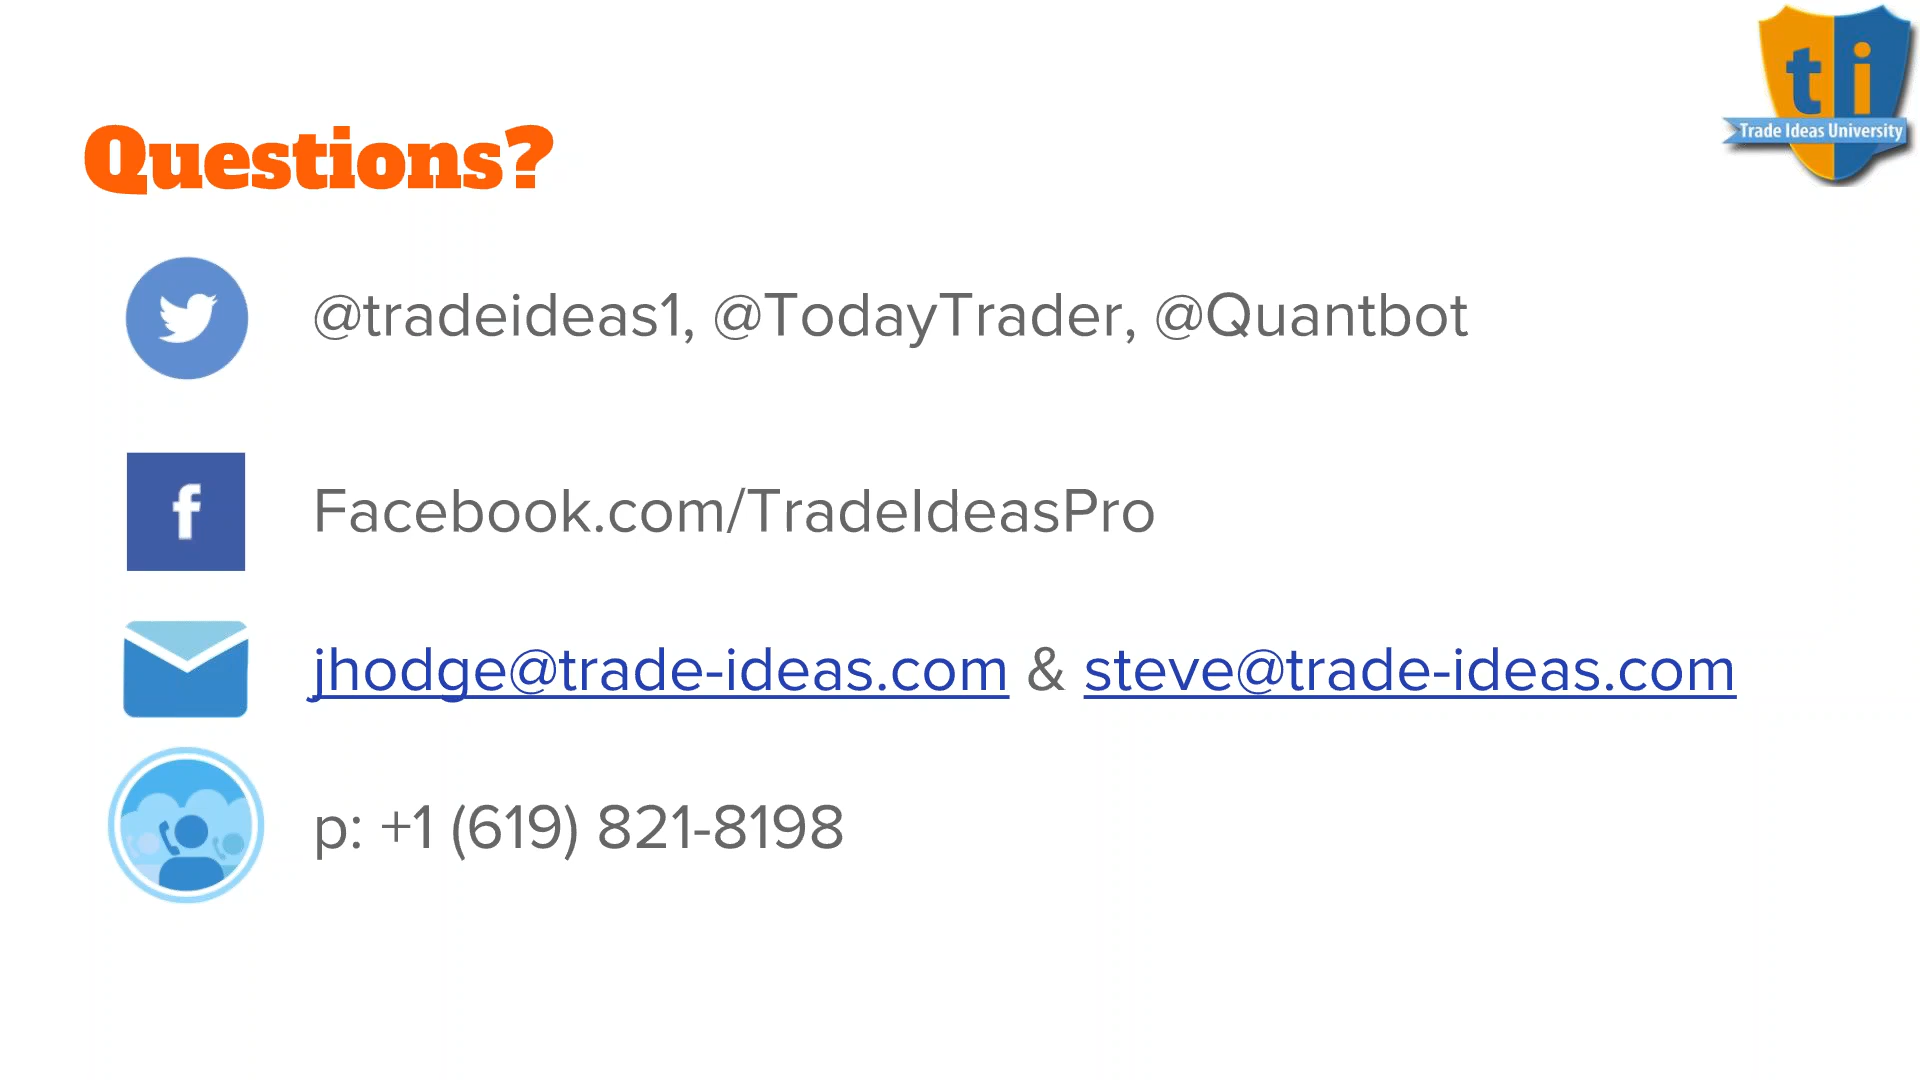 ti
Trade Ideas University
Questions?
@tradeideas1, @TodayTrader, @Quantbot
f
Facebook.com/TradeIdeasPro
jhodge@trade-ideas.com & steve@trade-ideas.com
p: +1 (619) 821-8198